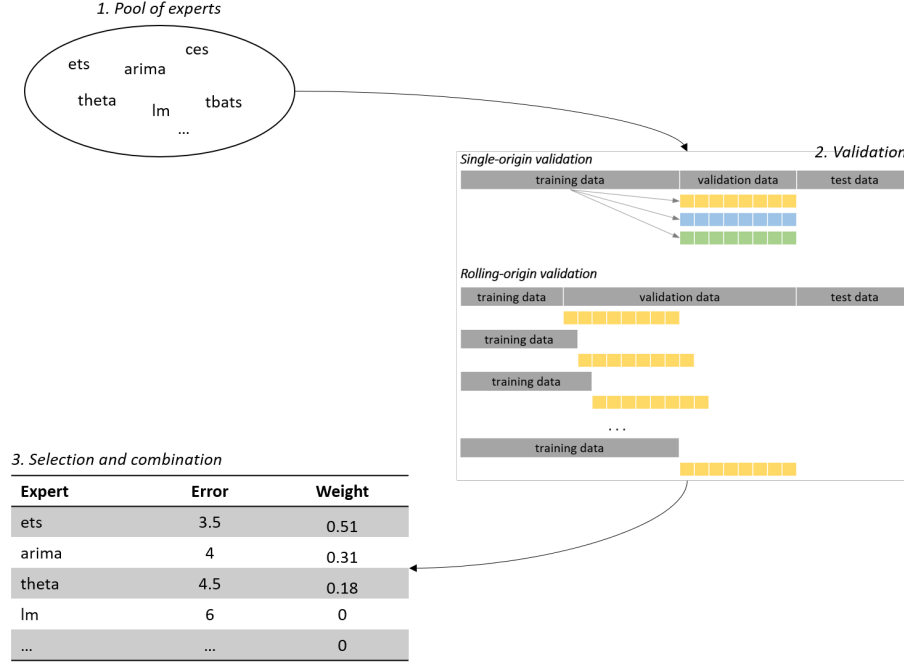 1. Pool of experts
ces
ets
arima
theta
lm
tbats
...
2. Validation
Single-origin validation
training data validation data test data
Rolling-origin validation
training data validation data test data
training data
training data
...
training data
3. Selection and combination
Expert Error Weight
ets 3.5 0.51
arima 4 0.31
theta 4.5 0.18
lm 6 0
... ... 0